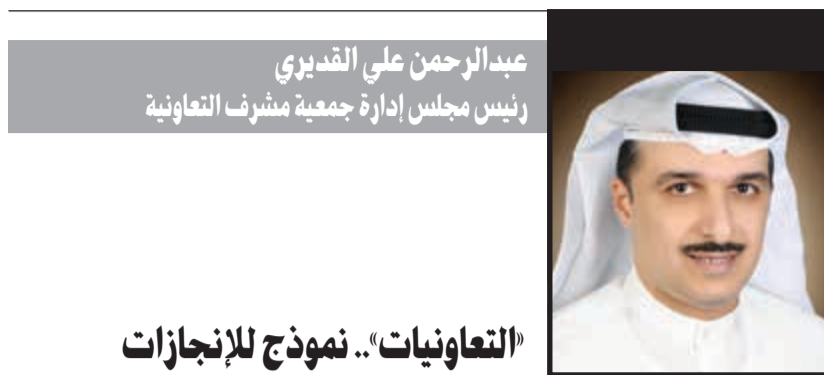 عبدالرحمن علي القديري
رئيس مجلس إدارة جمعية مشرف التعاونية
«التعاونيات».. نموذج للإنجازات